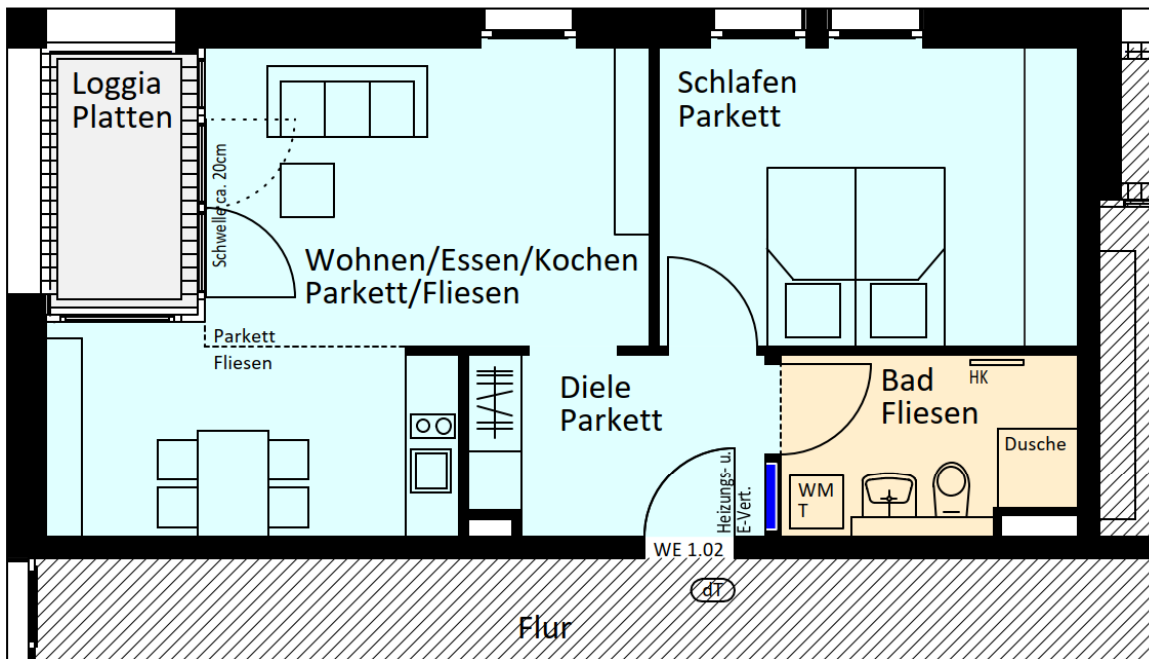 Loggia
Platten
Schwelle ca. 20cm
Wohnen/Essen/Kochen
Parkett/Fliesen
Parkett
Fliesen
Schlafen
Parkett
Diele
Parkett
Bad
Fliesen
HK
Dusche
WM
T
Heizungs- u.
E-Vert.
WE 1.02
dT
Flur